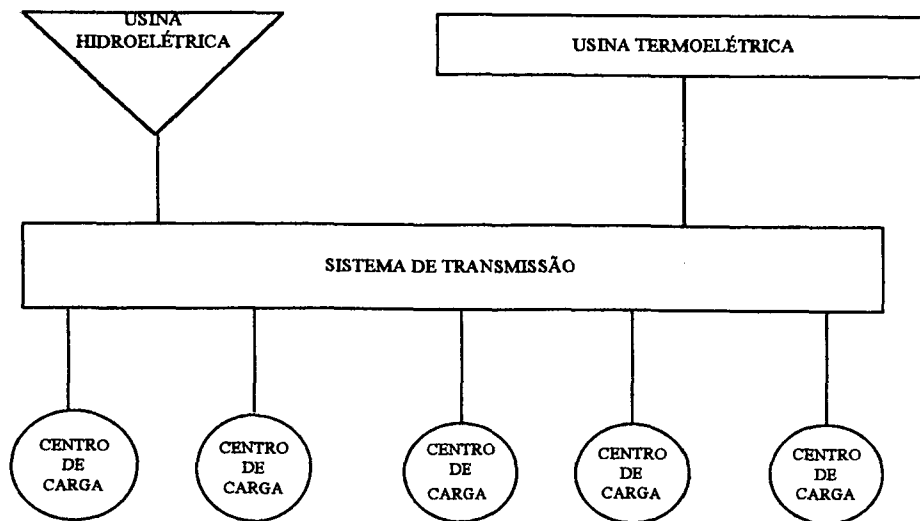 USINA
HIDROELÉTRICA
USINA TERMOELÉTRICA
SISTEMA DE TRANSMISSÃO
CENTRO
DE
CARGA
CENTRO
DE
CARGA
CENTRO
DE
CARGA
CENTRO
DE
CARGA
CENTRO
DE
CARGA